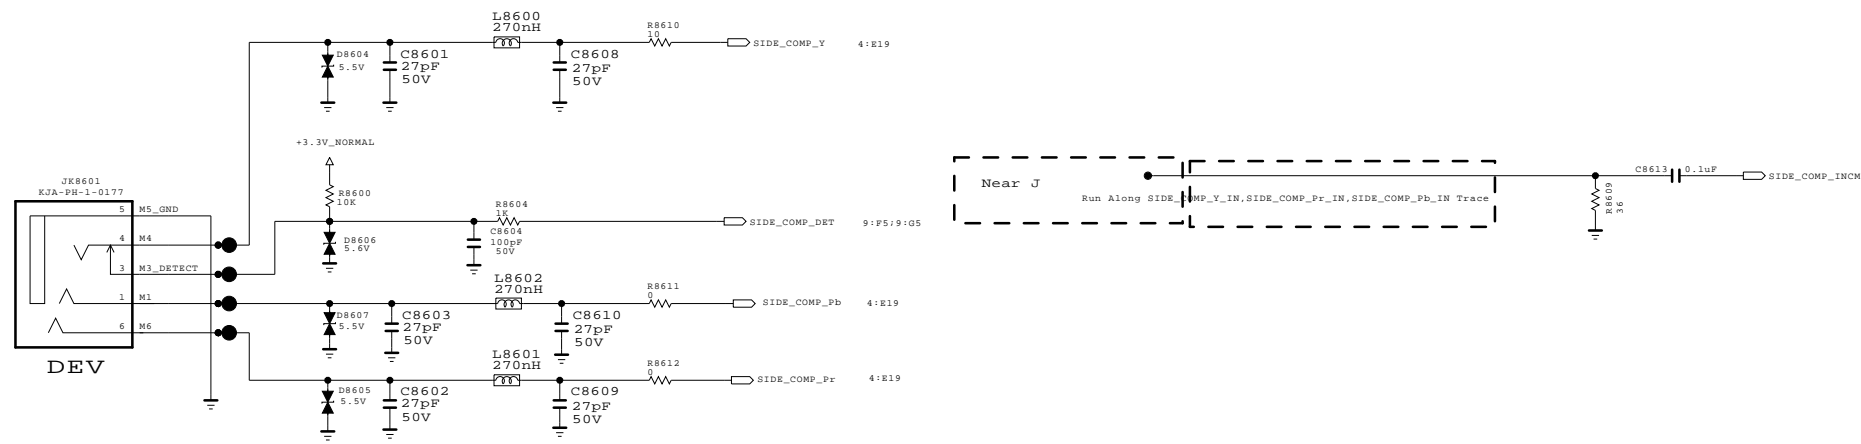 L8600
270nH
R8610
10
SIDE_COMP_Y
4:E19
D8604
5.5V
C8601
27pF
50V
C8608
27pF
50V
+3.3V_NORMAL
R8600
10K
JK8601
KJA-PH-1-0177
5
M5_GND
4
M4
3
M3_DETECT
1
M1
6
M6
DEV
R8604
1K
SIDE_COMP_DET
9:F5;9:G5
D8606
5.6V
C8604
100pF
50V
L8602
270nH
R8611
0
SIDE_COMP_Pb
4:E19
D8607
5.5V
C8603
27pF
50V
C8610
27pF
50V
L8601
270nH
R8612
0
SIDE_COMP_Pr
4:E19
D8605
5.5V
C8602
27pF
50V
C8609
27pF
50V
Near J
Run Along SIDE_COMP_Y_IN,SIDE_COMP_Pr_IN,SIDE_COMP_Pb_IN Trace
R8609
36
C8613
0.1uF
SIDE_COMP_INCM